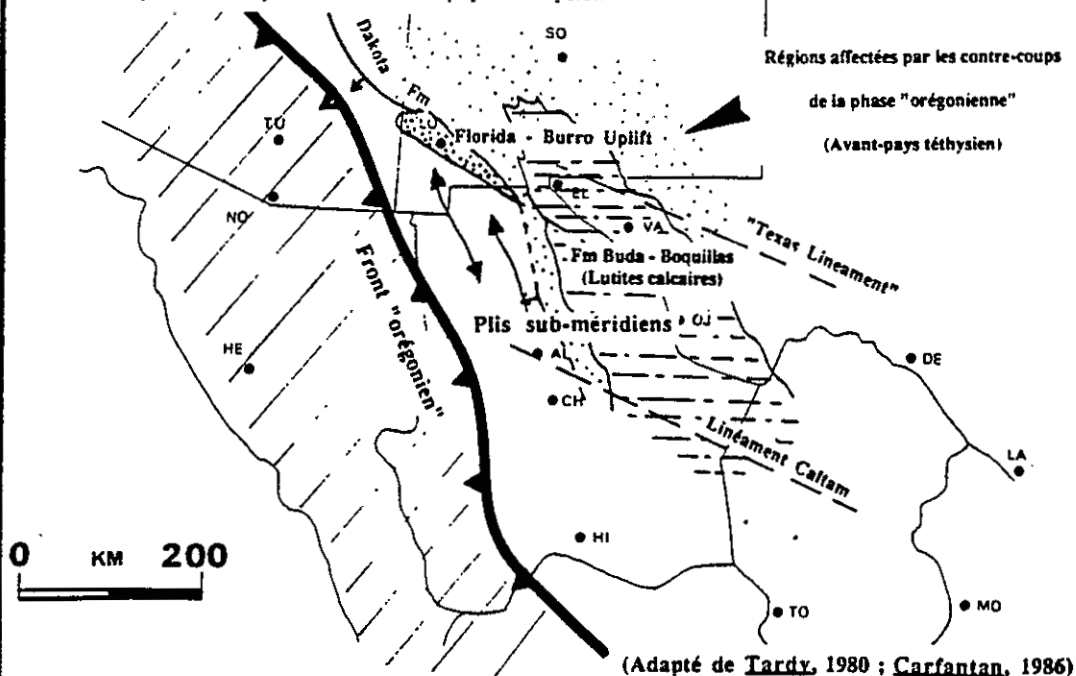 SO
Dakota
Fm
Régions affectées par les contre-coups
de la phase "orégonienne"
(Avant-pays téthysien)
TU
LO
Florida - Burro Uplift
NO
EL
VA
"Texas Lineament"
Fm Buda - Boquillas
(Lutites calcaires)
Front "orégonien"
Plis sub-méridiens
OJ
HE
AL
DE
CH
Linéament Caltam
LA
0 KM 200
HI
TO
MO
(Adapté de Tardy, 1980 ; Carfantan, 1986)